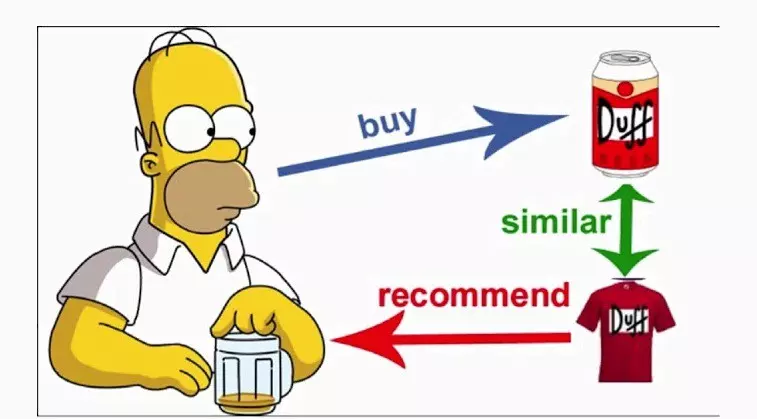 buy
Duff
similar
recommend
Duff